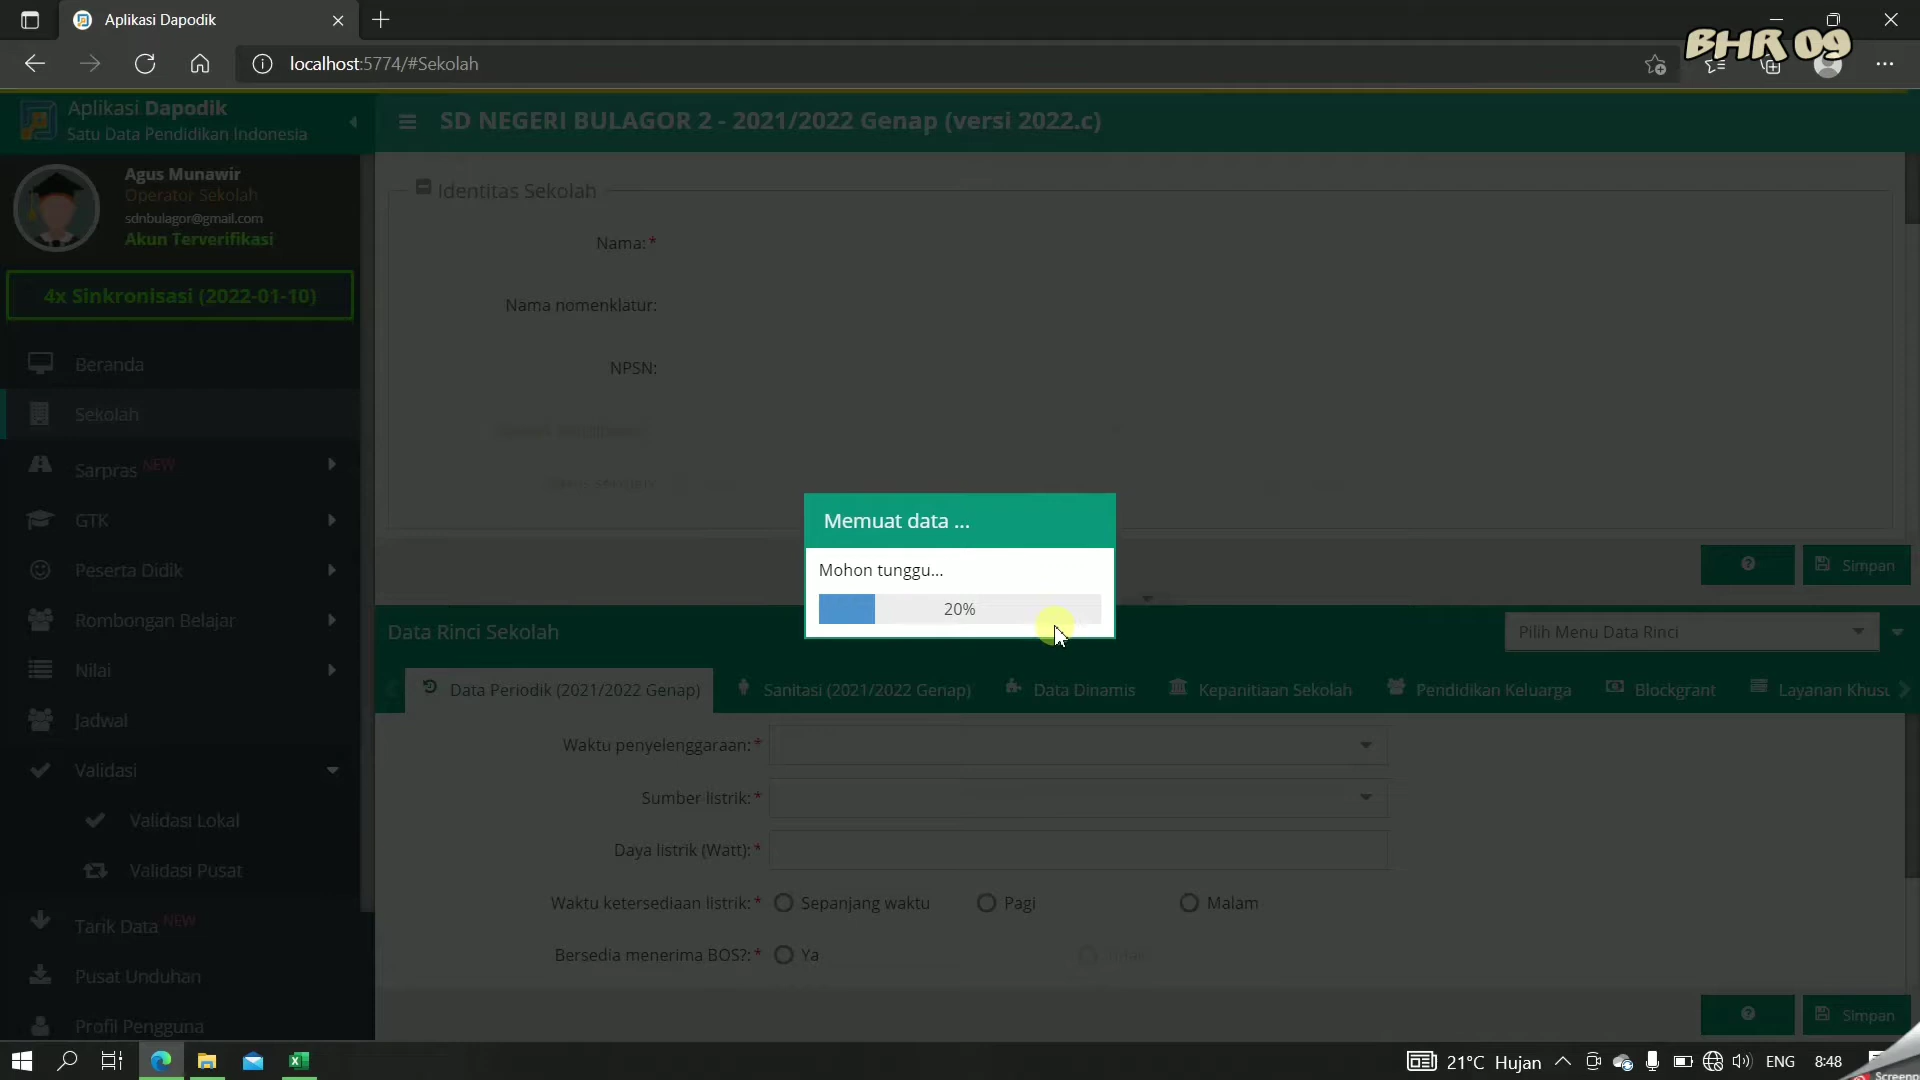 Aplikasi Dapodik
BHR 09
localhost:5774/#Sekolah
Aplikasi Dapodik
Satu Data Pendidikan Indonesia
SD NEGERI BULAGOR 2 - 2021/2022 Genap (versi 2022.c)
Agus Munawir
Operator Sekolah
sdnbulagor@gmail.com
Akun Terverifikasi
4x Sinkronisasi (2022-01-10)
Beranda
Sekolah
Sarpras NEW
GTK
Peserta Didik
Rombongan Belajar
Nilai
Jadwal
Validasi
Validasi Lokal
Validasi Pusat
Tarik Data NEW
Pusat Unduhan
Profil Pengguna
Identitas Sekolah
Nama:*
Nama nomenklatur:
NPSN:
Memuat data ...
Mohon tunggu...
20%
Simpan
Data Rinci Sekolah
Pilih Menu Data Rinci
Data Periodik (2021/2022 Genap)
Sanitasi (2021/2022 Genap)
Data Dinamis
Kepanitiaan Sekolah
Pendidikan Keluarga
Blockgrant
Layanan Khusu
Waktu penyelenggaraan:*
Sumber listrik:*
Daya listrik (Watt):*
Waktu ketersediaan listrik:* Sepanjang waktu Pagi Malam
Bersedia menerima BOS?:* Ya
Simpan
21°C Hujan
ENG
8:48